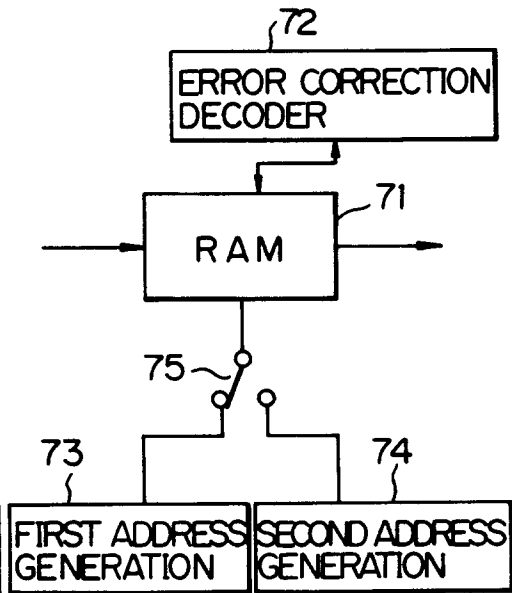 72
ERROR CORRECTION
DECODER
71
RAM
75
73
74
FIRST ADDRESS
GENERATION
SECOND ADDRESS
GENERATION